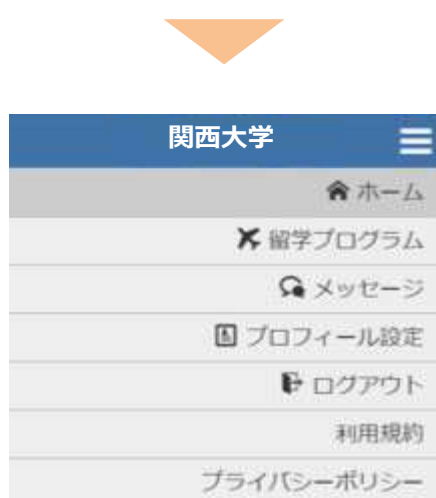 関西大学
ホーム
留学プログラム
メッセージ
プロフィール設定
ログアウト
利用規約
プライバシーポリシー